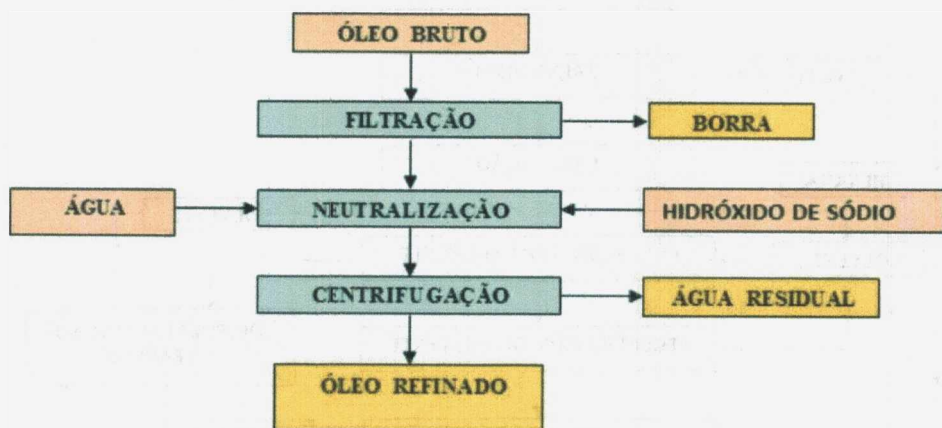 ÓLEO BRUTO
FILTRAÇÃO
BORRA
ÁGUA
NEUTRALIZAÇÃO
HIDRÓXIDO DE SÓDIO
CENTRIFUGAÇÃO
ÁGUA RESIDUAL
ÓLEO REFINADO